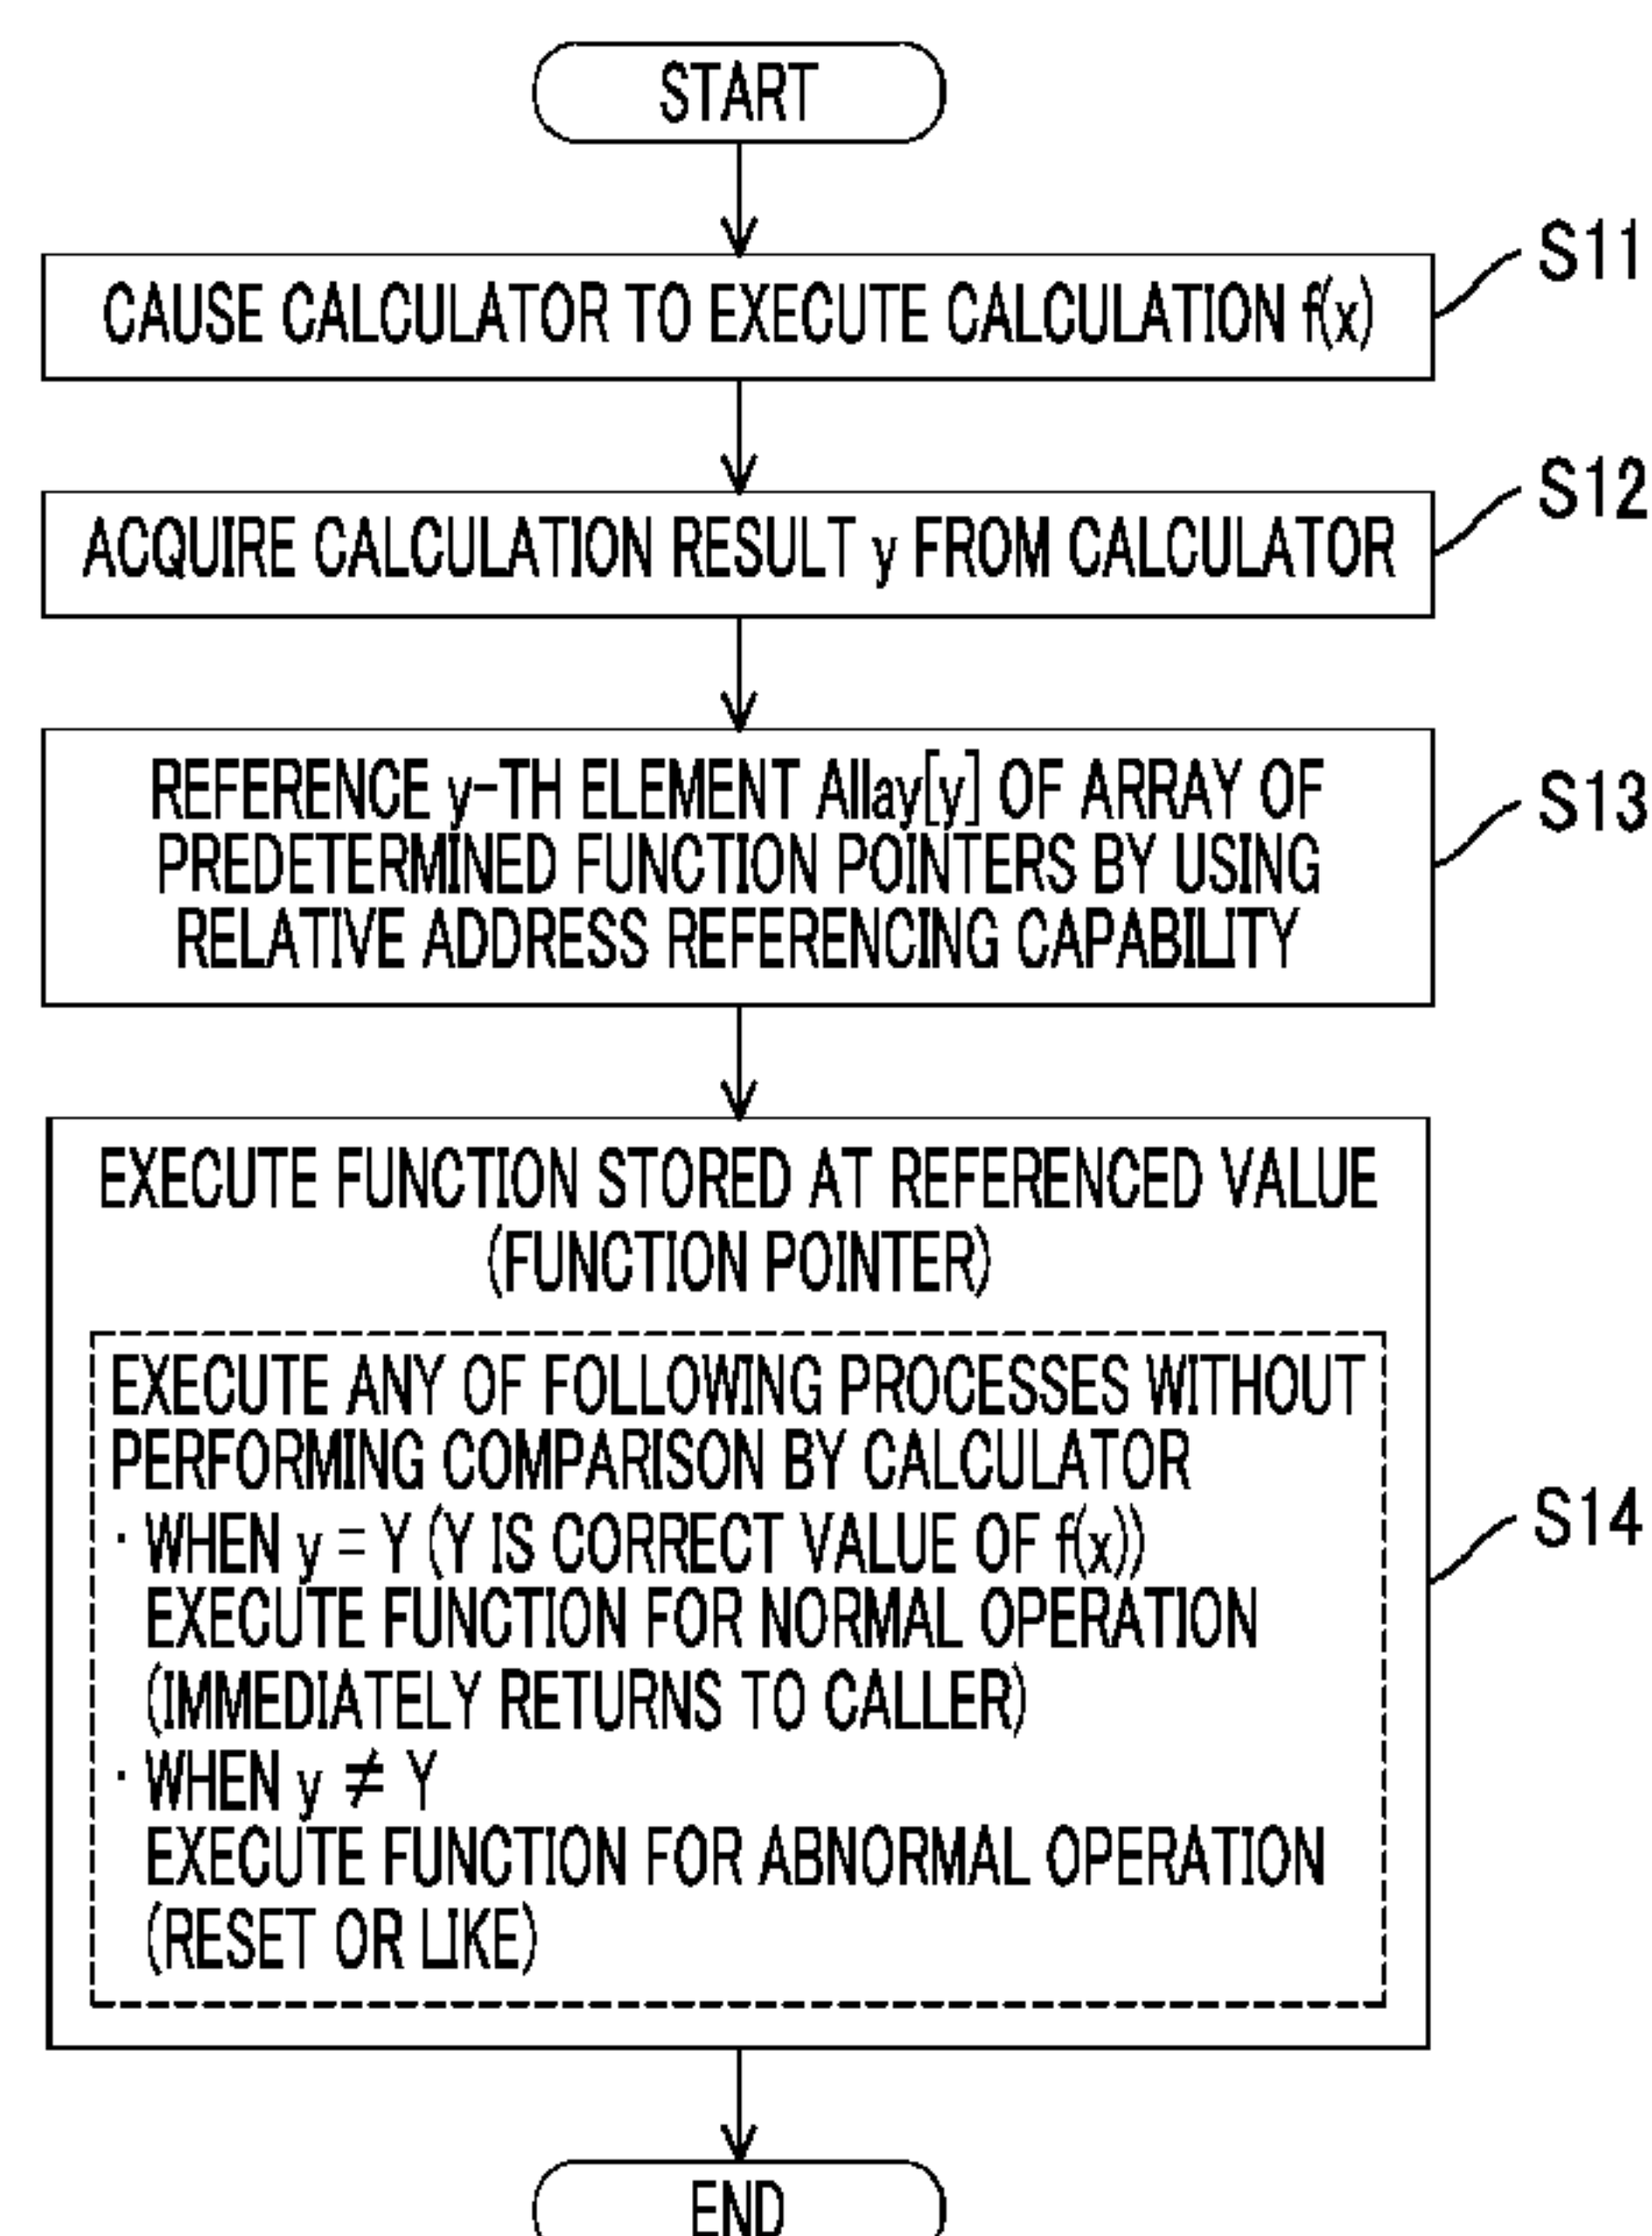 START
CAUSE CALCULATOR TO EXECUTE CALCULATION f(x)
S11
ACQUIRE CALCULATION RESULT y FROM CALCULATOR
S12
REFERENCE y-TH ELEMENT Allay[y] OF ARRAY OF
PREDETERMINED FUNCTION POINTERS BY USING
RELATIVE ADDRESS REFERENCING CAPABILITY
S13
EXECUTE FUNCTION STORED AT REFERENCED VALUE
(FUNCTION POINTER)
EXECUTE ANY OF FOLLOWING PROCESSES WITHOUT
PERFORMING COMPARISON BY CALCULATOR
· WHEN y = Y (Y IS CORRECT VALUE OF f(x))
EXECUTE FUNCTION FOR NORMAL OPERATION
(IMMEDIATELY RETURNS TO CALLER)
· WHEN y ≠ Y
EXECUTE FUNCTION FOR ABNORMAL OPERATION
(RESET OR LIKE)
S14
END